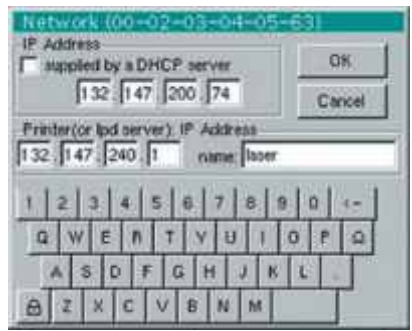 Network (00-02-03-04-05-63)
IP Address
supplied by a DHCP server
132 .147 .200 .74
OK
Cancel
Printer(or lpd server): IP Address
132 .147 .240 .1 name: laser
1 2 3 4 5 6 7 8 9 0 <-
Q W E R T Y U I O P
A S D F G H J K L .
Z X C V B N M